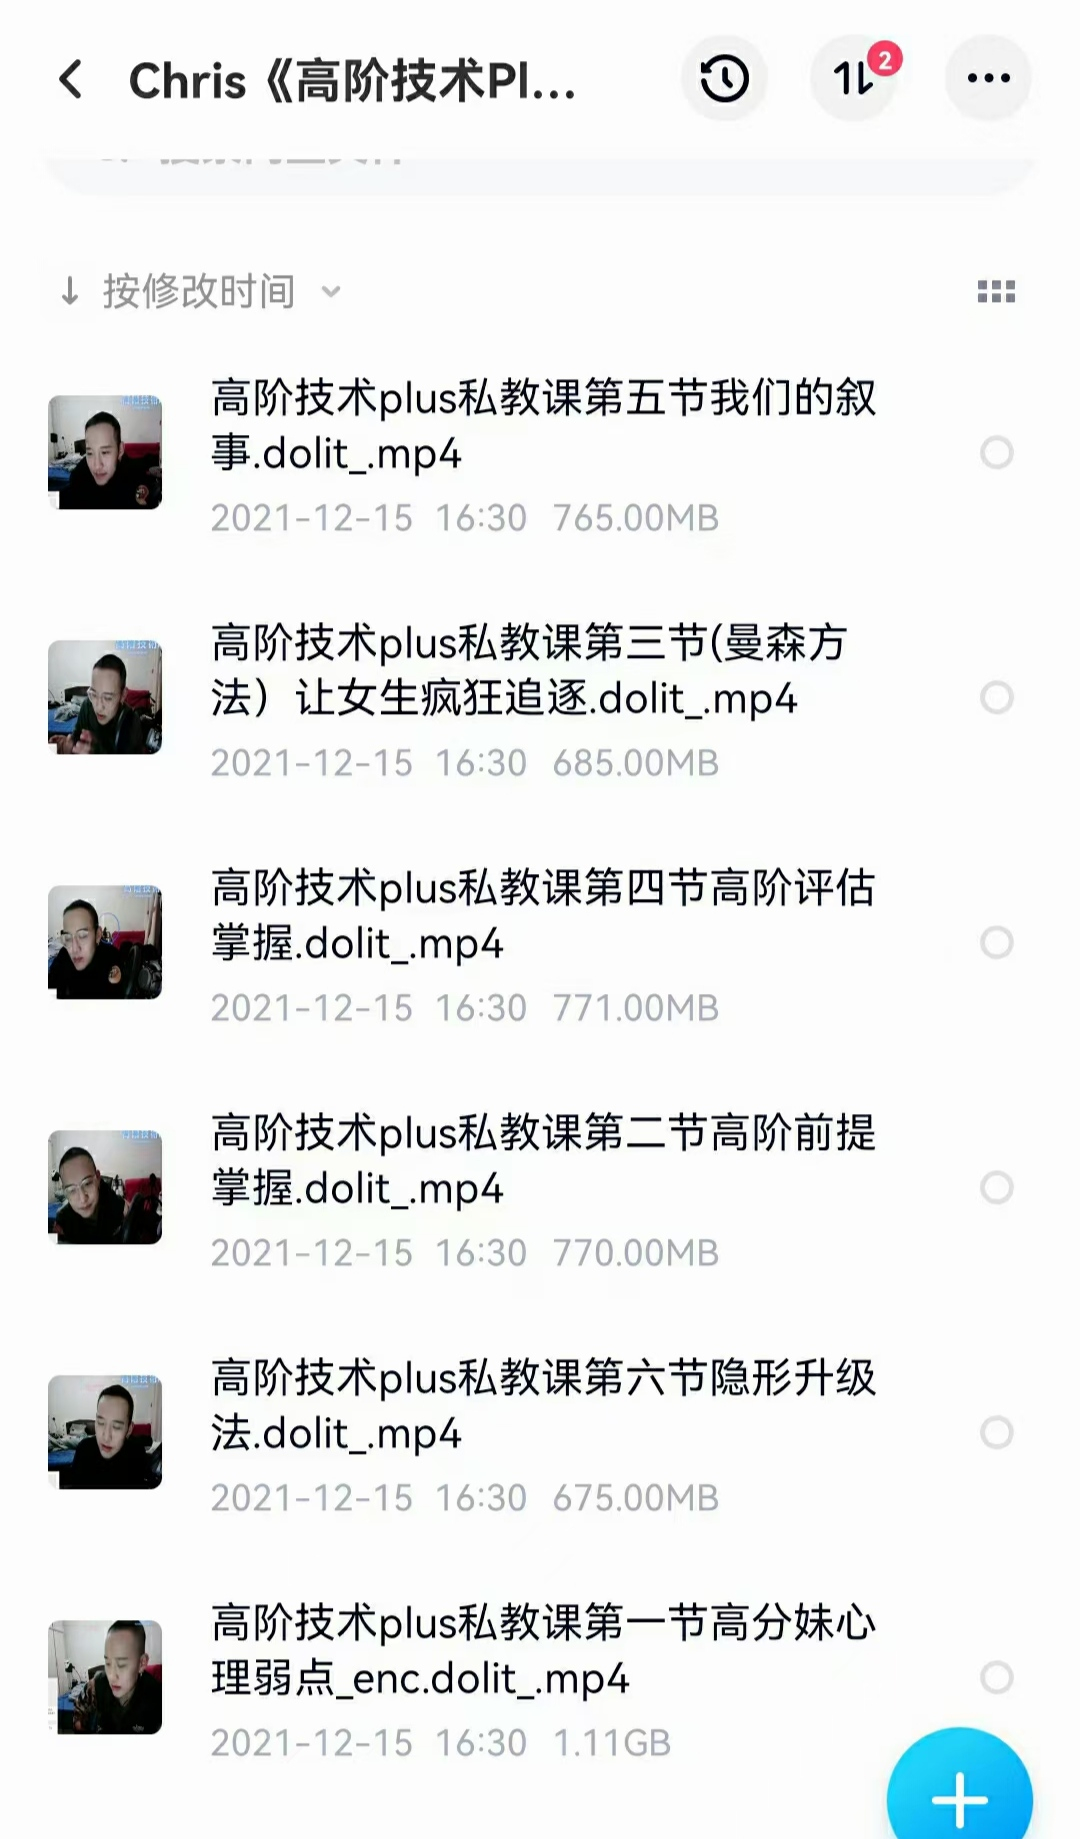 Chris《高阶技术Pl...
2
按修改时间
高阶技术plus私教课第五节我们的叙
事.dolit_.mp4
2021-12-15 16:30 765.00MB
高阶技术plus私教课第三节(曼森方
法）让女生疯狂追逐.dolit_.mp4
2021-12-15 16:30 685.00MB
高阶技术plus私教课第四节高阶评估
掌握.dolit_.mp4
2021-12-15 16:30 771.00MB
高阶技术plus私教课第二节高阶前提
掌握.dolit_.mp4
2021-12-15 16:30 770.00MB
高阶技术plus私教课第六节隐形升级
法.dolit_.mp4
2021-12-15 16:30 675.00MB
高阶技术plus私教课第一节高分妹心
理弱点_enc.dolit_.mp4
2021-12-15 16:30 1.11GB